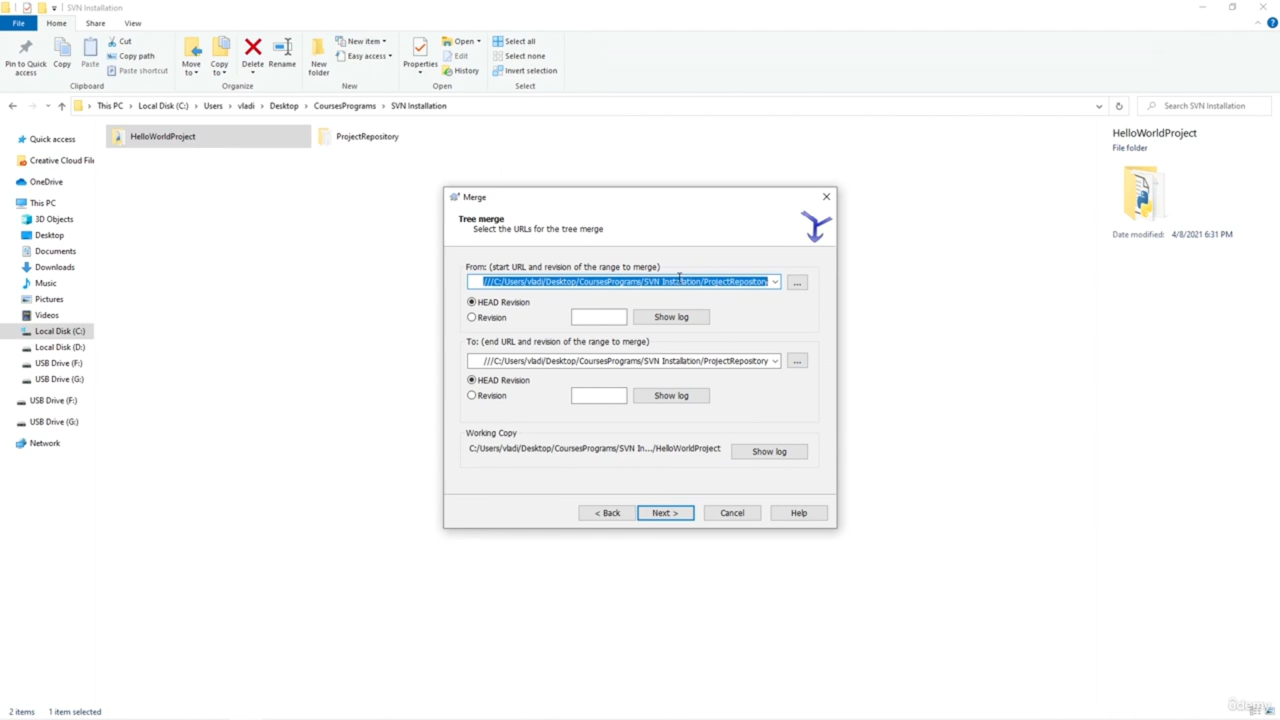 SVN Installation
File Home Share View
Pin to Quick access
Copy
Paste
Cut
Copy path
Paste shortcut
Clipboard
Move to
Copy to
Delete
Rename
Organize
New folder
New item
Easy access
New
Properties
Open
Edit
History
Open
Select all
Select none
Invert selection
Select
This PC > Local Disk (C:) > Users > vladi > Desktop > CoursesPrograms > SVN Installation
Search SVN Installation
Quick access
Creative Cloud File
OneDrive
This PC
3D Objects
Desktop
Documents
Downloads
Music
Pictures
Videos
Local Disk (C:)
Local Disk (D:)
USB Drive (F:)
USB Drive (G:)
USB Drive (F:)
USB Drive (G:)
Network
HelloWorldProject
ProjectRepository
HelloWorldProject
File folder
Date modified: 4/8/2021 6:31 PM
Merge
Tree merge
Select the URLs for the tree merge
From: (start URL and revision of the range to merge)
///C:/Users/vladi/Desktop/CoursesPrograms/SVN Installation/ProjectRepository
...
HEAD Revision
Revision
Show log
To: (end URL and revision of the range to merge)
///C:/Users/vladi/Desktop/CoursesPrograms/SVN Installation/ProjectRepository
...
HEAD Revision
Revision
Show log
Working Copy
C:/Users/vladi/Desktop/CoursesPrograms/SVN In.../HelloWorldProject
Show log
< Back
Next >
Cancel
Help
2 items 1 item selected
Udemy